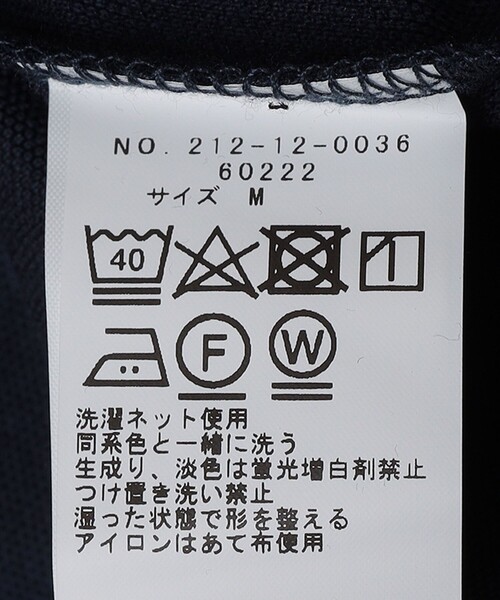 NO. 212-12-0036
60222
サイズ M
40
F W
洗濯ネット使用
同系色と一緒に洗う
生成り、淡色は蛍光増白剤禁止
つけ置き洗い禁止
湿った状態で形を整える
アイロンはあて布使用